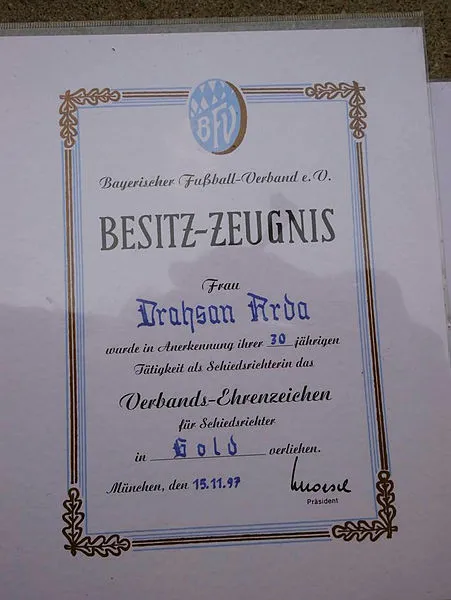 BFV
Bayerischer Fußball-Verband e.V.
BESITZ-ZEUGNIS
Frau
Drahsan Arda
wurde in Anerkennung ihrer 30 jährigen
Tätigkeit als Schiedsrichterin das
Verbands-Ehrenzeichen
für Schiedsrichter
in Gold verliehen.
München, den 15.11.97
Präsident